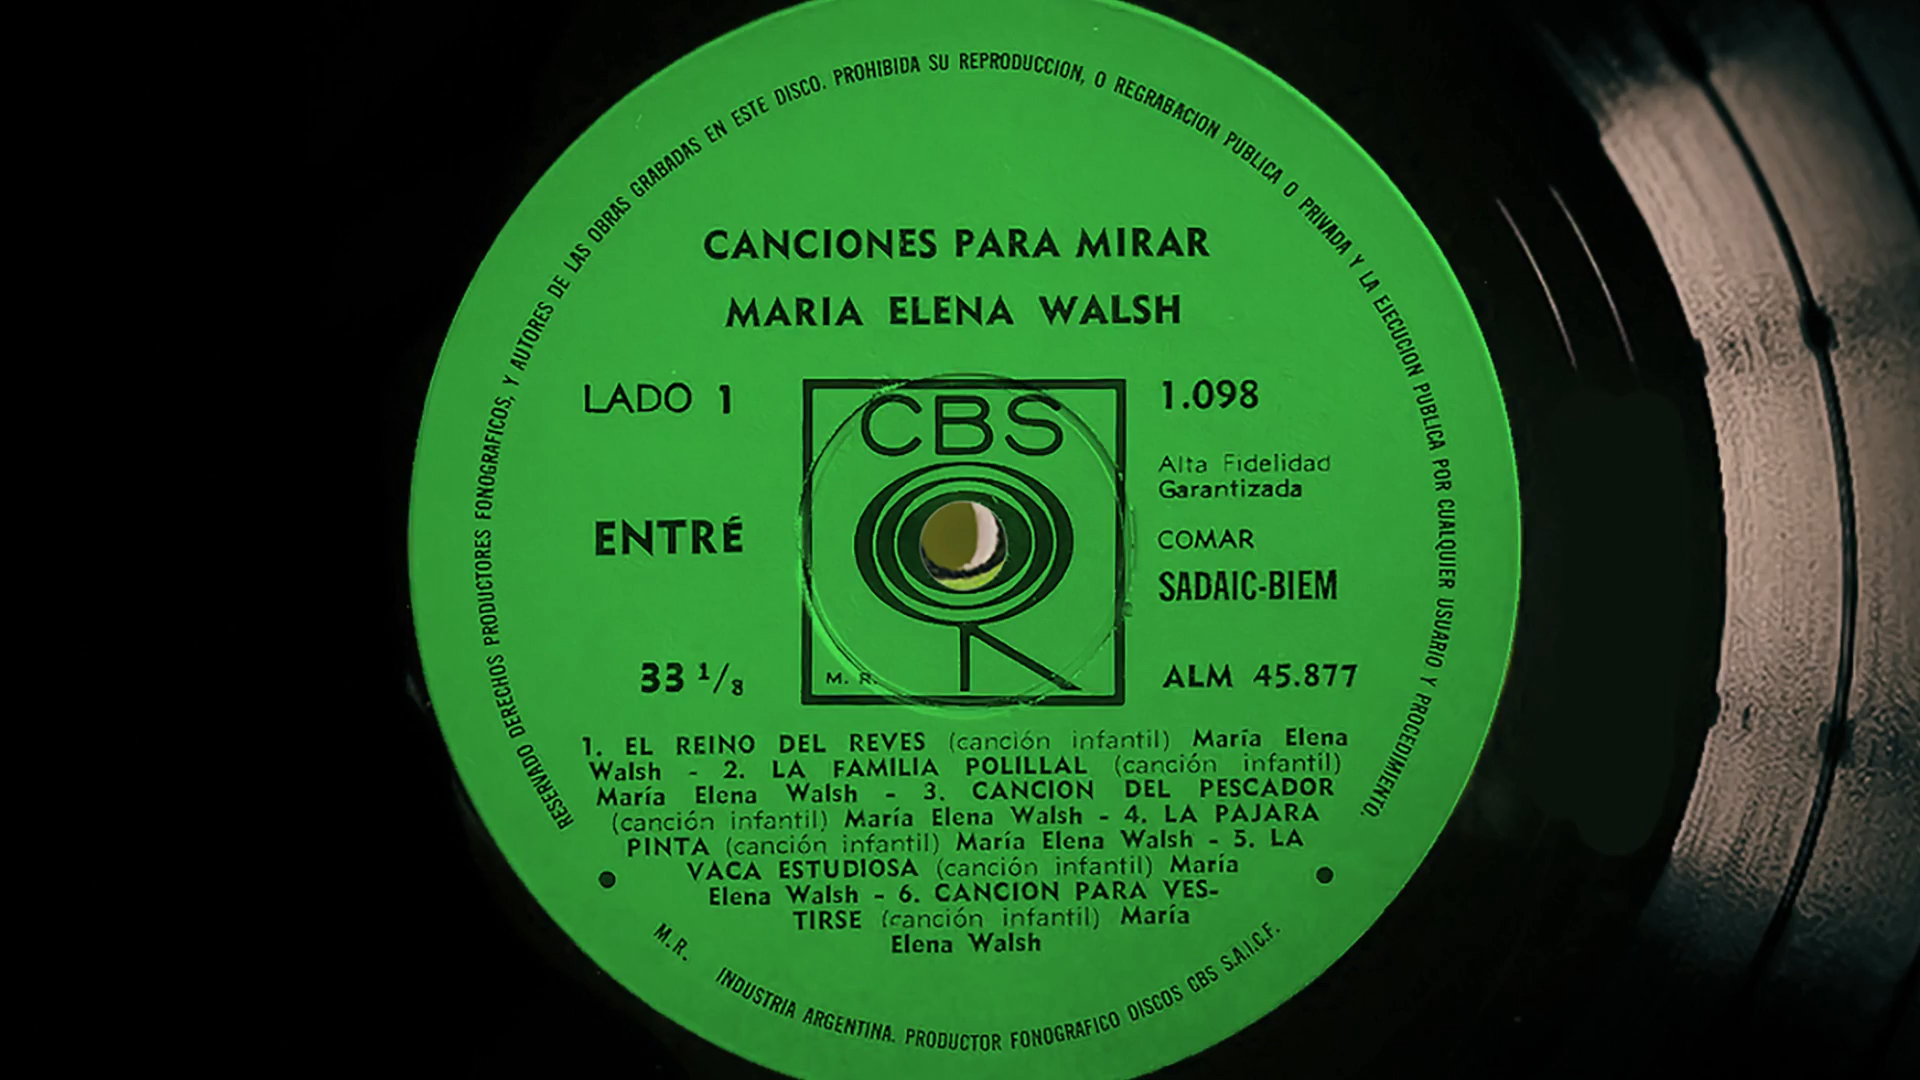 RESERVADO DERECHOS PRODUCTORES FONOGRAFICOS, Y AUTORES DE LAS OBRAS GRABADAS EN ESTE DISCO. PROHIBIDA SU REPRODUCCION, O REGRABACION PUBLICA O PRIVADA Y LA EJECUCION PUBLICA POR CUALQUIER USUARIO Y PROCEDIMIENTO.
CANCIONES PARA MIRAR
MARIA ELENA WALSH
LADO 1
CBS
1.098
Alta Fidelidad
Garantizada
ENTRÉ
COMAR
SADAIC-BIEM
33 1/8
M. R.
ALM 45.877
1. EL REINO DEL REVES (canción infantil) María Elena
Walsh - 2. LA FAMILIA POLILLAL (canción infantil)
María Elena Walsh - 3. CANCION DEL PESCADOR
(canción infantil) María Elena Walsh - 4. LA PAJARA
PINTA (canción infantil) María Elena Walsh - 5. LA
VACA ESTUDIOSA (canción infantil) María
Elena Walsh - 6. CANCION PARA VES-
TIRSE (canción infantil) María
Elena Walsh
M. R. INDUSTRIA ARGENTINA. PRODUCTOR FONOGRAFICO DISCOS CBS S.A.I.C.F.